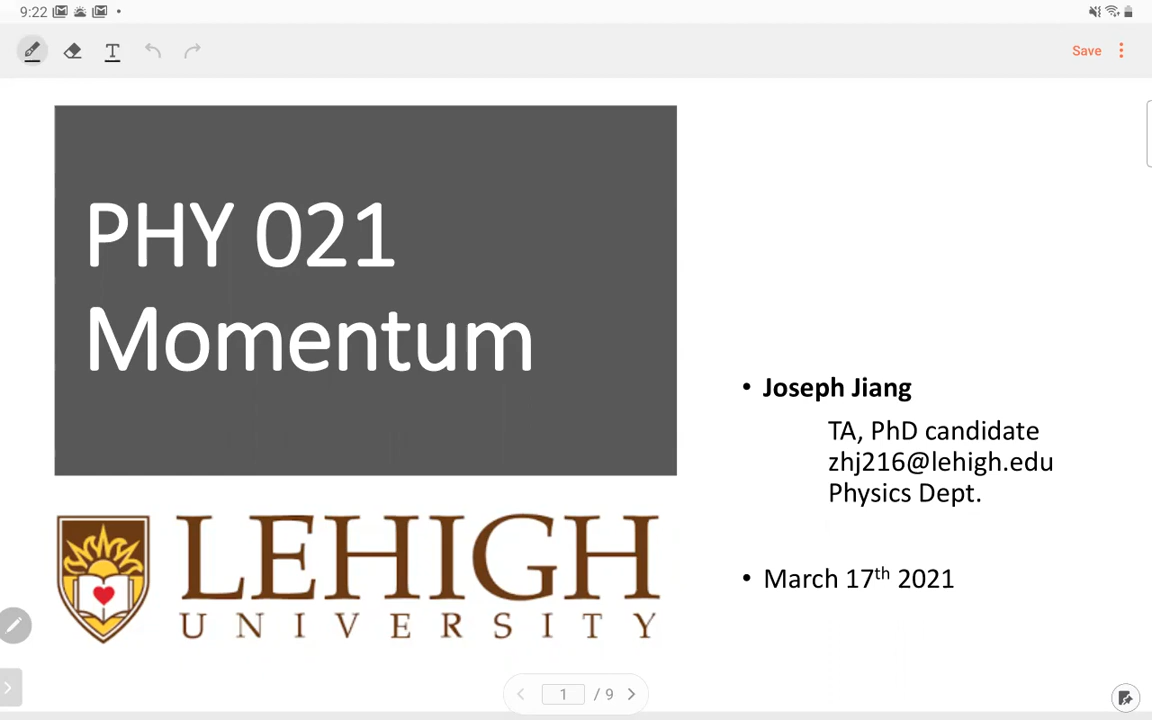 9:22
Save
PHY 021
Momentum
• Joseph Jiang
TA, PhD candidate
zhj216@lehigh.edu
Physics Dept.
• March 17th 2021
LEHIGH
UNIVERSITY
1 / 9